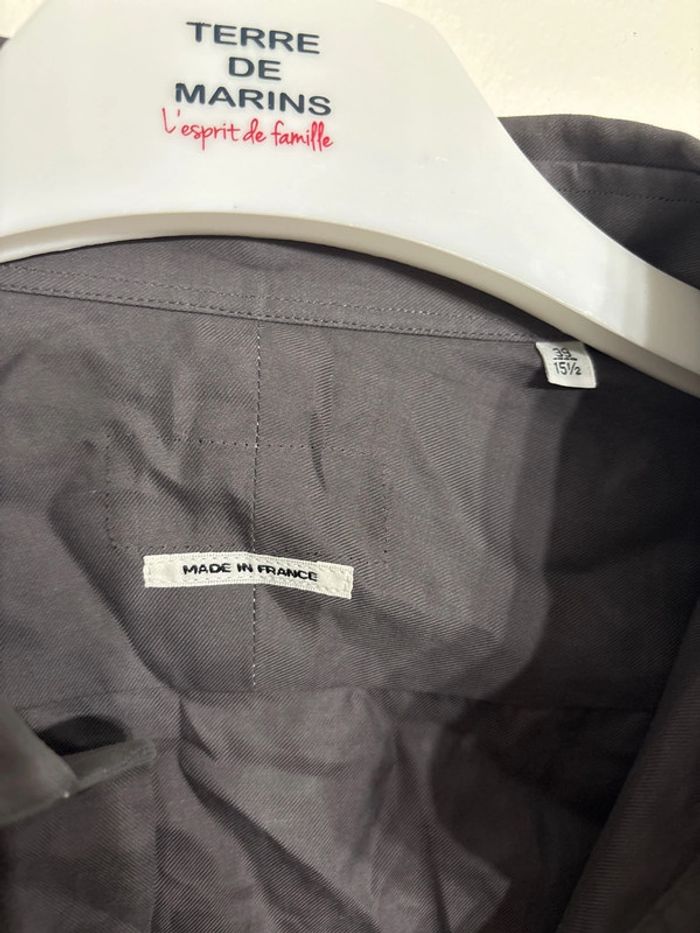 TERRE
DE
MARINS
L'esprit de famille
39
15½
MADE IN FRANCE